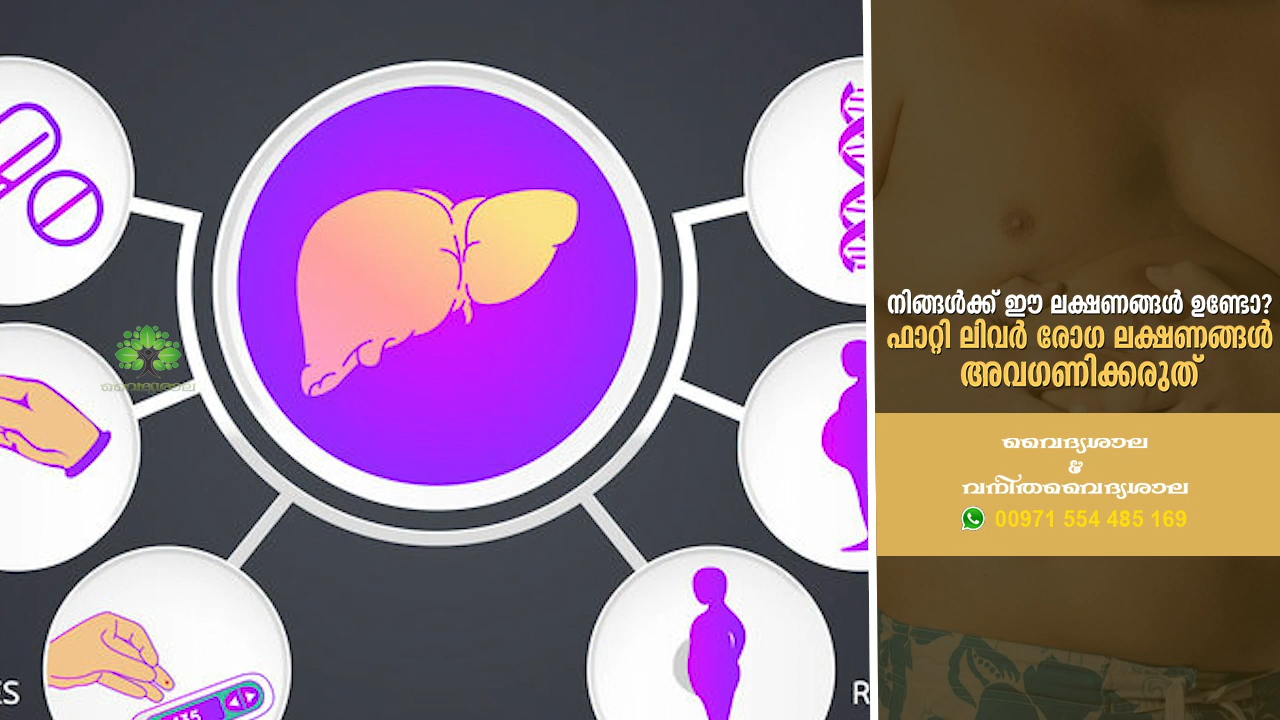 വൈദ്യശാല
നിങ്ങൾക്ക് ഈ ലക്ഷണങ്ങൾ ഉണ്ടോ?
ഫാറ്റി ലിവർ രോഗ ലക്ഷണങ്ങൾ
അവഗണിക്കരുത്
വൈദ്യശാല
&
വനിതവൈദ്യശാല
00971 554 485 169